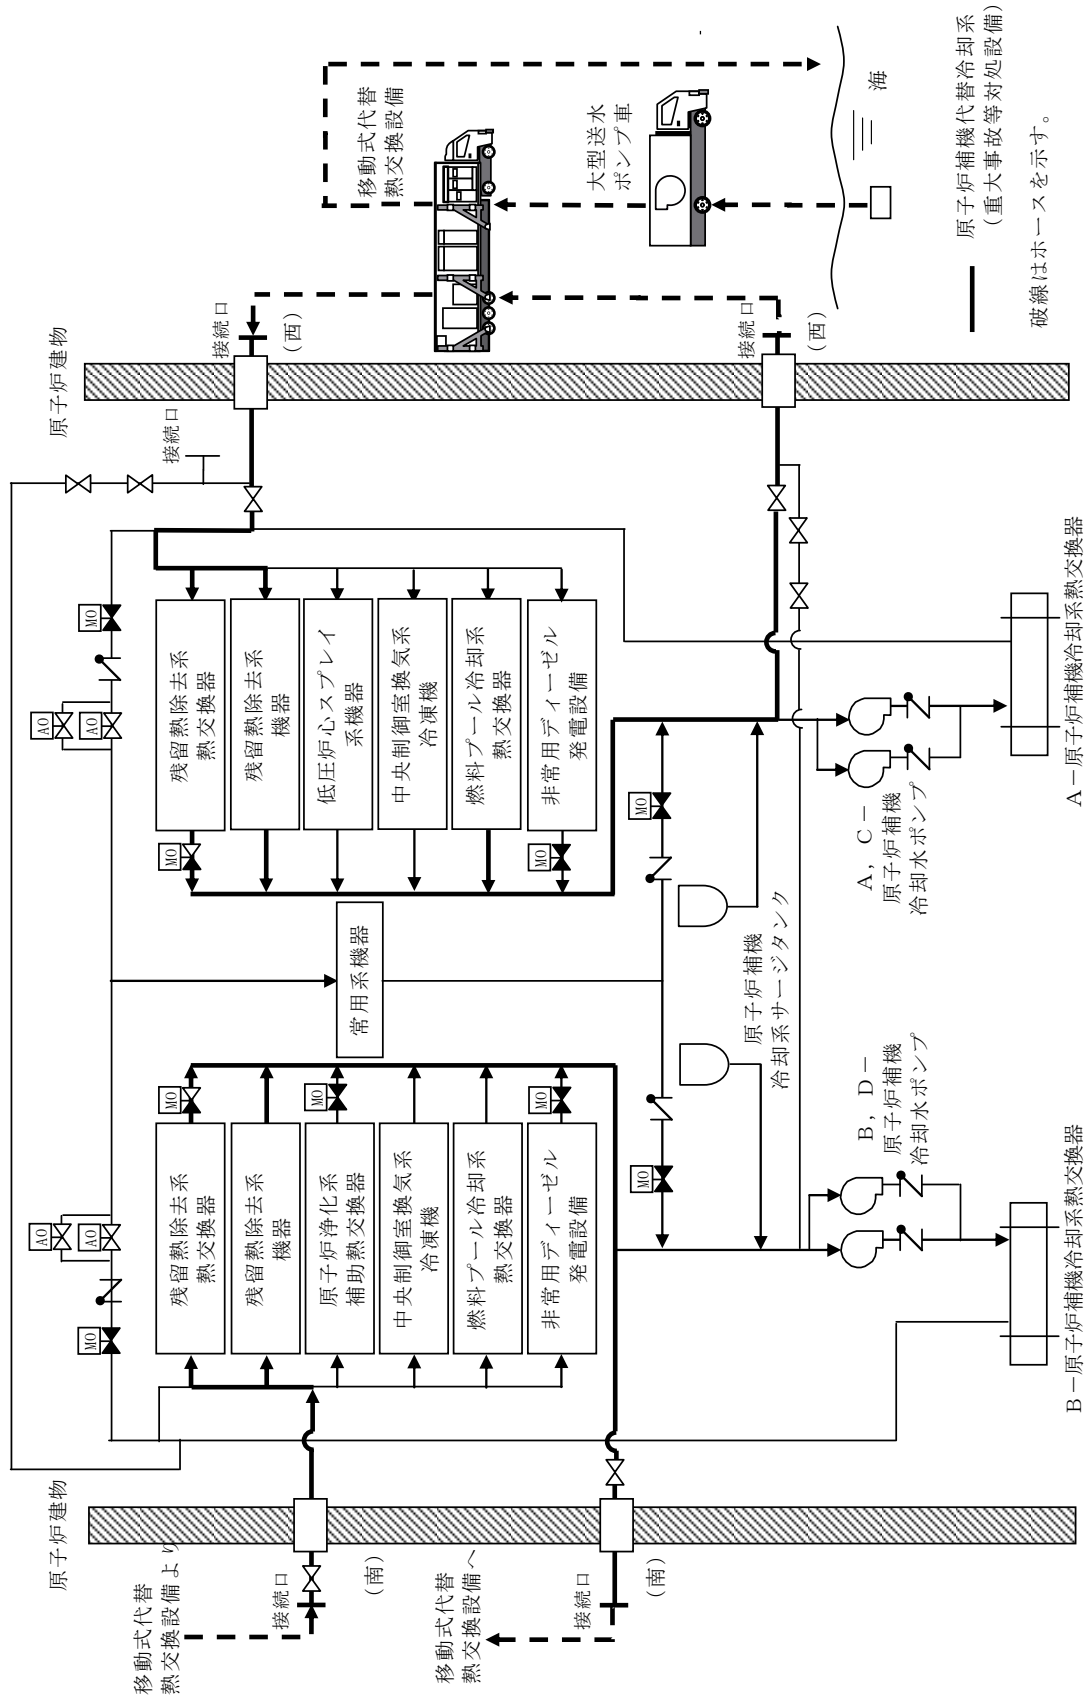 原子炉建物
移動式代替
熱交換設備より
接続口
(南)
移動式代替
熱交換設備へ
接続口
(南)
MO
AO
AO
残留熱除去系
熱交換器
MO
残留熱除去系
機器
原子炉浄化系
補助熱交換器
MO
中央制御室換気系
冷凍機
燃料プール冷却系
熱交換器
非常用ディーゼル
発電設備
MO
常用系機器
AO
AO
MO
MO
残留熱除去系
熱交換器
残留熱除去系
機器
低圧炉心スプレイ
系機器
中央制御室換気系
冷凍機
燃料プール冷却系
熱交換器
MO
非常用ディーゼル
発電設備
MO
MO
原子炉補機
冷却系サージタンク
B,D-
原子炉補機
冷却水ポンプ
B-原子炉補機冷却系熱交換器
A,C-
原子炉補機
冷却水ポンプ
A-原子炉補機冷却系熱交換器
原子炉建物
接続口
接続口
(西)
接続口
(西)
移動式代替
熱交換設備
大型送水
ポンプ車
海
原子炉補機代替冷却系
(重大事故等対処設備)
破線はホースを示す。